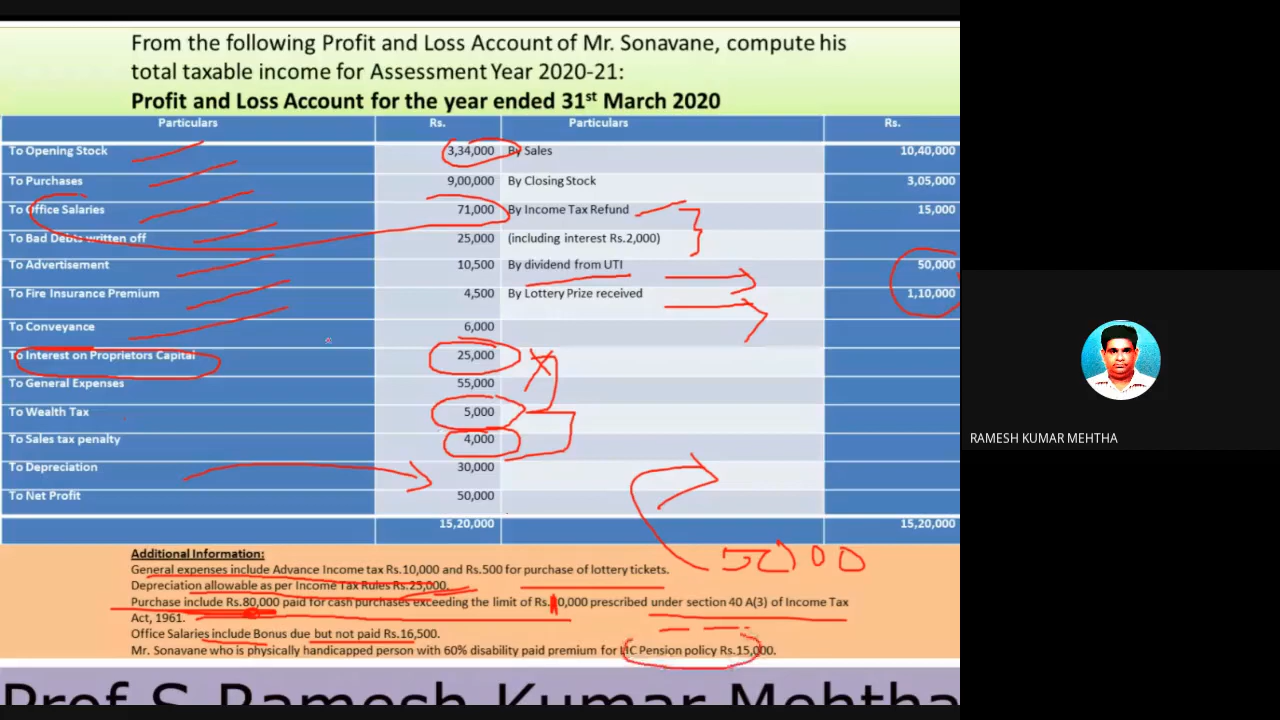 From the following Profit and Loss Account of Mr. Sonavane, compute his
total taxable income for Assessment Year 2020-21:
Profit and Loss Account for the year ended 31st March 2020
Particulars Rs. Particulars Rs.
To Opening Stock 3,34,000 By Sales 10,40,000
To Purchases 9,00,000 By Closing Stock 3,05,000
To Office Salaries 71,000 By Income Tax Refund 15,000
To Bad Debts written off 25,000 (including interest Rs.2,000)
To Advertisement 10,500 By dividend from UTI 50,000
To Fire Insurance Premium 4,500 By Lottery Prize received 1,10,000
To Conveyance 6,000
To Interest on Proprietors Capital 25,000
To General Expenses 55,000
To Wealth Tax 5,000
To Sales tax penalty 4,000
To Depreciation 30,000
To Net Profit 50,000
15,20,000 15,20,000
Additional Information:
General expenses include Advance Income tax Rs.10,000 and Rs.500 for purchase of lottery tickets.
Depreciation allowable as per Income Tax Rules Rs.25,000.
Purchase include Rs.80,000 paid for cash purchases exceeding the limit of Rs.10,000 prescribed under section 40 A(3) of Income Tax
Act, 1961.
Office Salaries include Bonus due but not paid Rs.16,500.
Mr. Sonavane who is physically handicapped person with 60% disability paid premium for LIC Pension policy Rs.15,000.
Prof S Ramesh Kumar Mehtha
RAMESH KUMAR MEHTHA